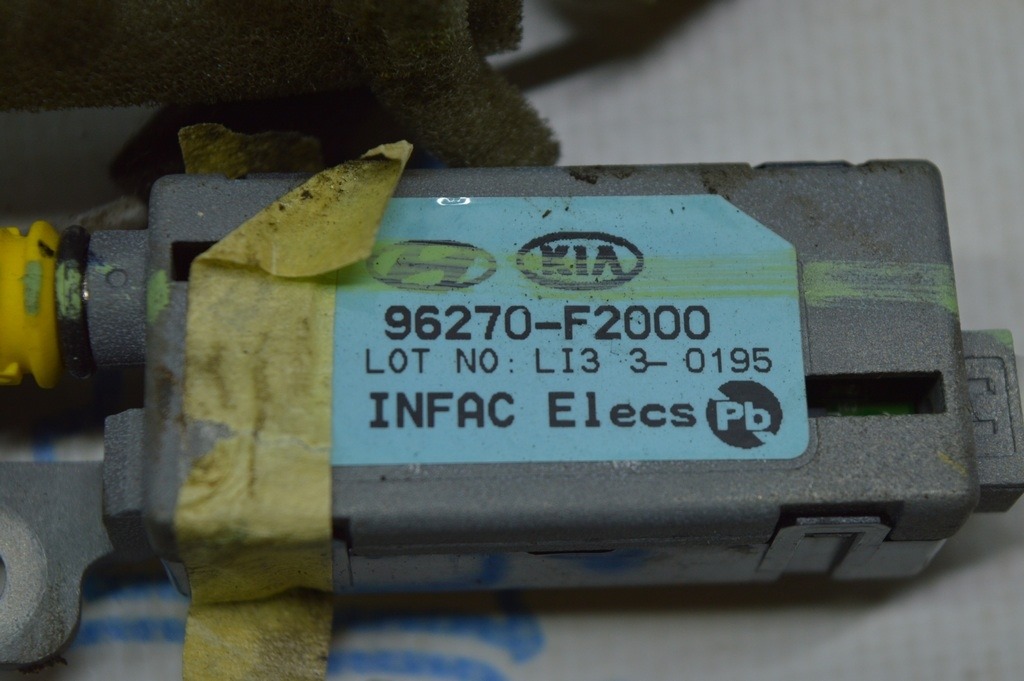 KIA
96270-F2000
LOT NO: LI3 3- 0195
INFAC Elecs Pb